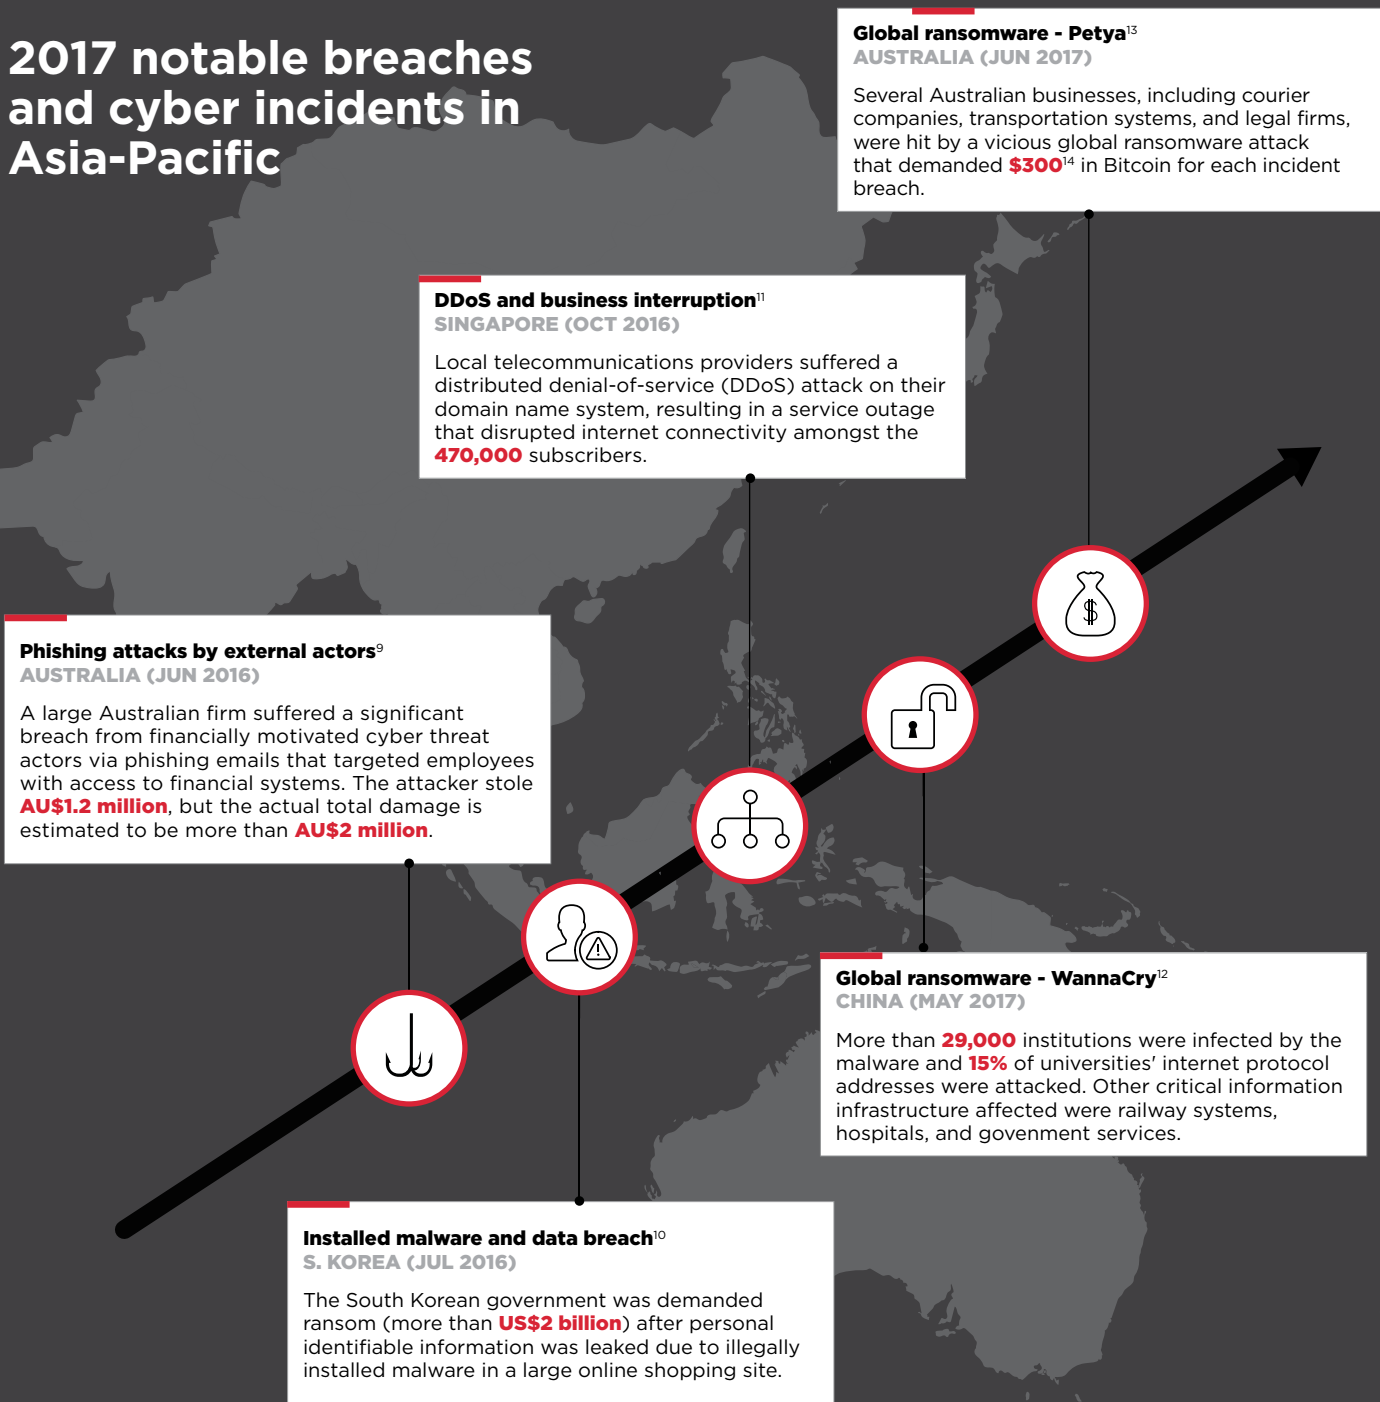 2017 notable breaches
and cyber incidents in
Asia-Pacific
Global ransomware - Petya13
AUSTRALIA (JUN 2017)
Several Australian businesses, including courier
companies, transportation systems, and legal firms,
were hit by a vicious global ransomware attack
that demanded $30014 in Bitcoin for each incident
breach.
DDoS and business interruption11
SINGAPORE (OCT 2016)
Local telecommunications providers suffered a
distributed denial-of-service (DDoS) attack on their
domain name system, resulting in a service outage
that disrupted internet connectivity amongst the
470,000 subscribers.
Phishing attacks by external actors9
AUSTRALIA (JUN 2016)
A large Australian firm suffered a significant
breach from financially motivated cyber threat
actors via phishing emails that targeted employees
with access to financial systems. The attacker stole
AU$1.2 million, but the actual total damage is
estimated to be more than AU$2 million.
$
Global ransomware - WannaCry12
CHINA (MAY 2017)
More than 29,000 institutions were infected by the
malware and 15% of universities' internet protocol
addresses were attacked. Other critical information
infrastructure affected were railway systems,
hospitals, and govenment services.
Installed malware and data breach10
S. KOREA (JUL 2016)
The South Korean government was demanded
ransom (more than US$2 billion) after personal
identifiable information was leaked due to illegally
installed malware in a large online shopping site.